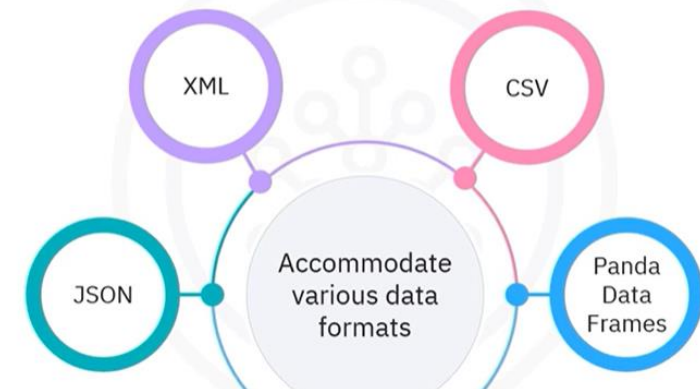 XML
CSV
JSON
Accommodate
various data
formats
Panda
Data
Frames